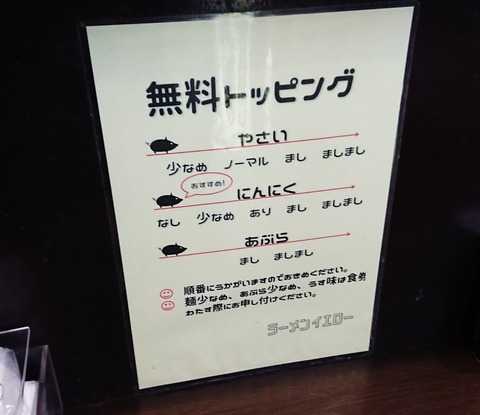 無料トッピング
やさい
少なめ ノーマル まし ましまし
おすすめ!
にんにく
なし 少なめ あり まし ましまし
あぶら
まし ましまし
順番にうかがいますのでおきめください。
麺少なめ、あぶら少なめ、うす味は食券
わたす際にお申し付けください。
ラーメンイエロー